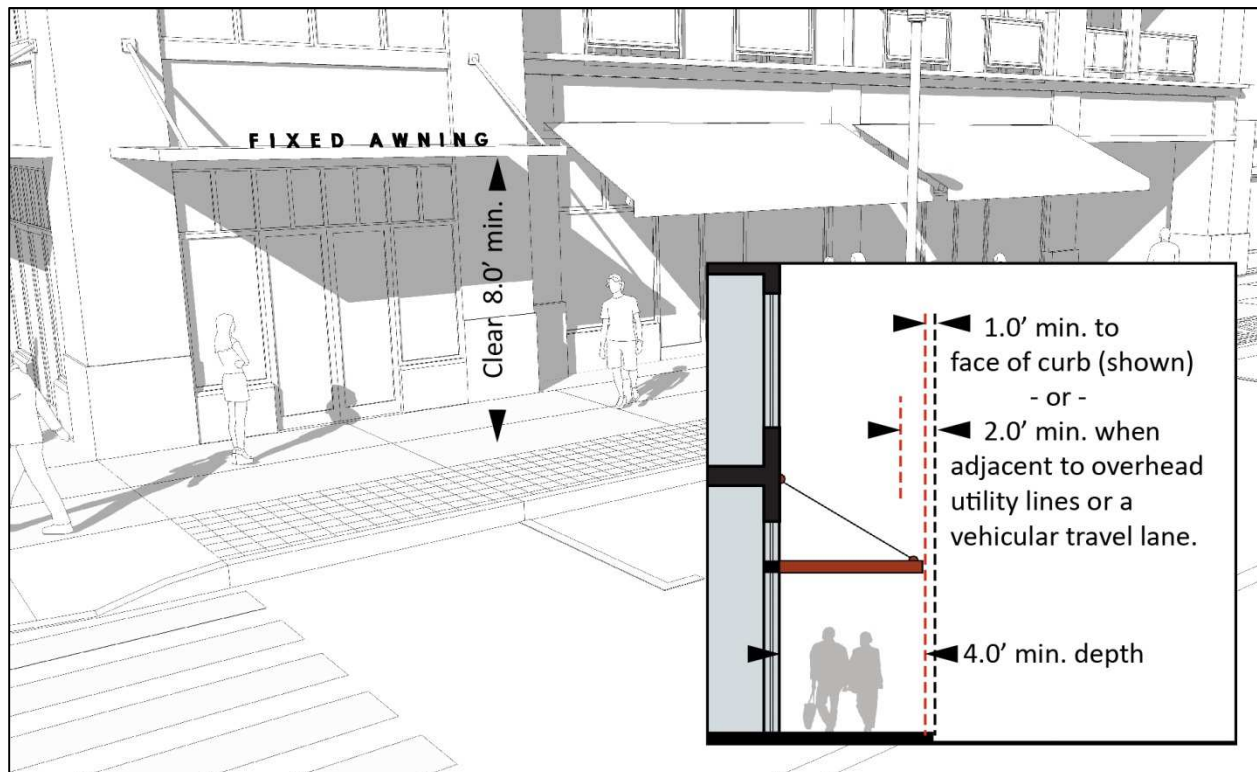 FIXED AWNING
Clear 8.0’ min.
1.0’ min. to
face of curb (shown)
- or -
2.0’ min. when
adjacent to overhead
utility lines or a
vehicular travel lane.
4.0’ min. depth